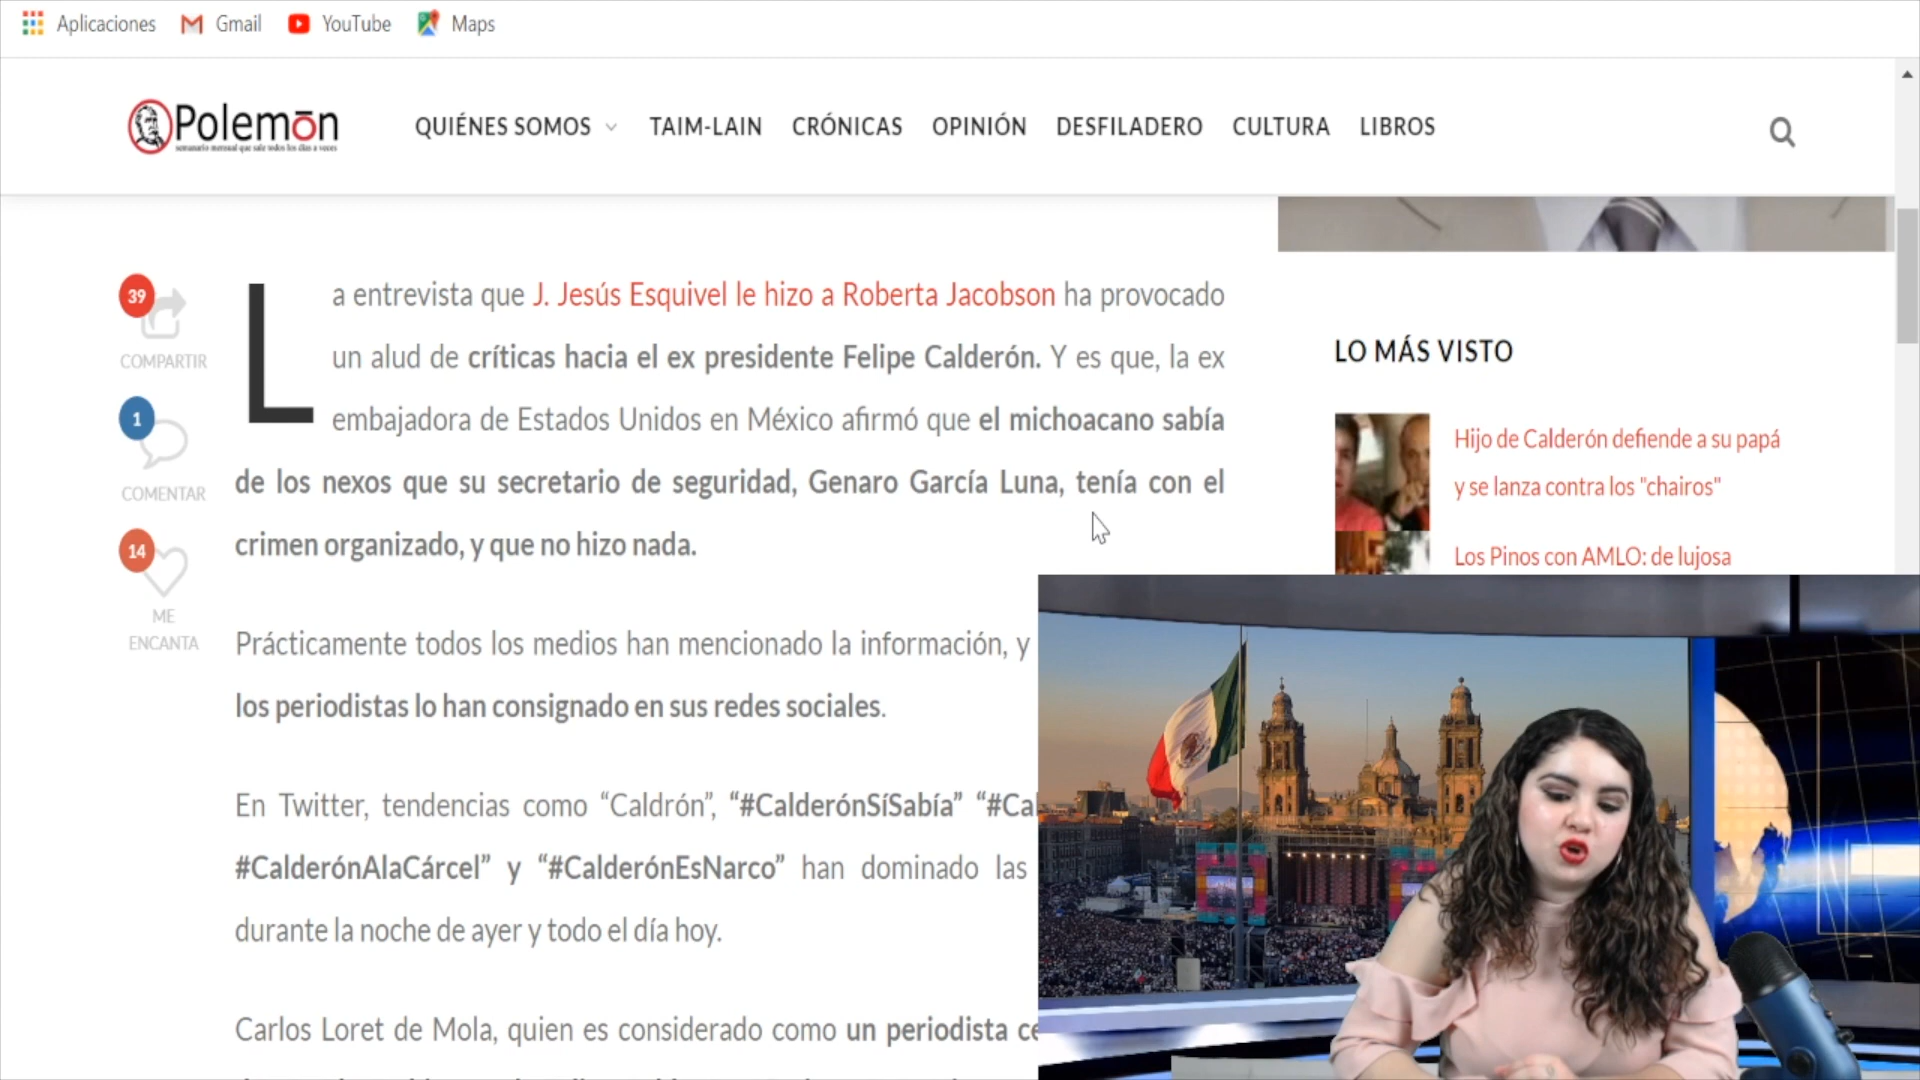 Aplicaciones Gmail YouTube Maps
Polemōn
semanario mensual que sale todos los días a veces
QUIÉNES SOMOS TAIM-LAIN CRÓNICAS OPINIÓN DESFILADERO CULTURA LIBROS
39
COMPARTIR
1
COMENTAR
14
ME
ENCANTA
La entrevista que J. Jesús Esquivel le hizo a Roberta Jacobson ha provocado
un alud de críticas hacia el ex presidente Felipe Calderón. Y es que, la ex
embajadora de Estados Unidos en México afirmó que el michoacano sabía
de los nexos que su secretario de seguridad, Genaro García Luna, tenía con el
crimen organizado, y que no hizo nada.
Prácticamente todos los medios han mencionado la información, y
los periodistas lo han consignado en sus redes sociales.
En Twitter, tendencias como “Caldrón”, “#CalderónSíSabía” “#Cal
#CalderónAlaCárcel” y “#CalderónEsNarco” han dominado las
durante la noche de ayer y todo el día hoy.
Carlos Loret de Mola, quien es considerado como un periodista ce
LO MÁS VISTO
Hijo de Calderón defiende a su papá
y se lanza contra los "chairos"
Los Pinos con AMLO: de lujosa